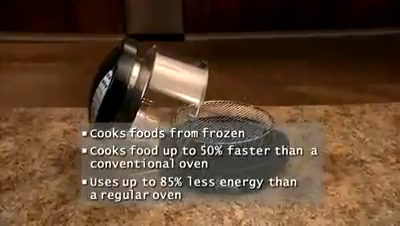 ▪ Cooks foods from frozen
▪ Cooks food up to 50% faster than a
conventional oven
▪ Uses up to 85% less energy than
a regular oven